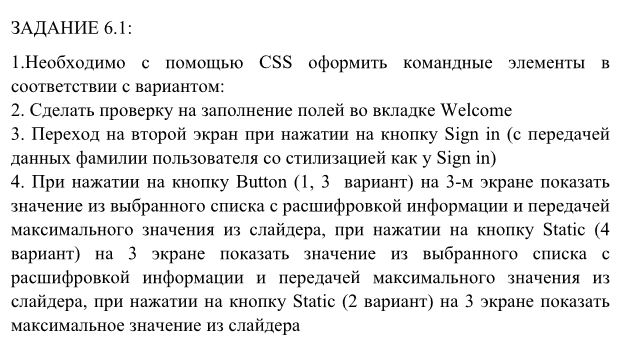 ЗАДАНИЕ 6.1:
1.Необходимо с помощью CSS оформить командные элементы в
соответствии с вариантом:
2. Сделать проверку на заполнение полей во вкладке Welcome
3. Переход на второй экран при нажатии на кнопку Sign in (с передачей
данных фамилии пользователя со стилизацией как у Sign in)
4. При нажатии на кнопку Button (1, 3 вариант) на 3-м экране показать
значение из выбранного списка с расшифровкой информации и передачей
максимального значения из слайдера, при нажатии на кнопку Static (4
вариант) на 3 экране показать значение из выбранного списка с
расшифровкой информации и передачей максимального значения из
слайдера, при нажатии на кнопку Static (2 вариант) на 3 экране показать
максимальное значение из слайдера